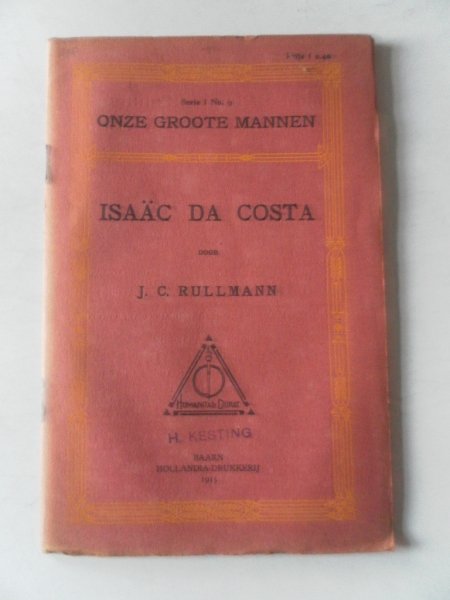 Serie I No. 9
ONZE GROOTE MANNEN
ISAÄC DA COSTA
DOOR
J. C. RULLMANN
H. KESTING
BAARN
HOLLANDIA-DRUKKERIJ